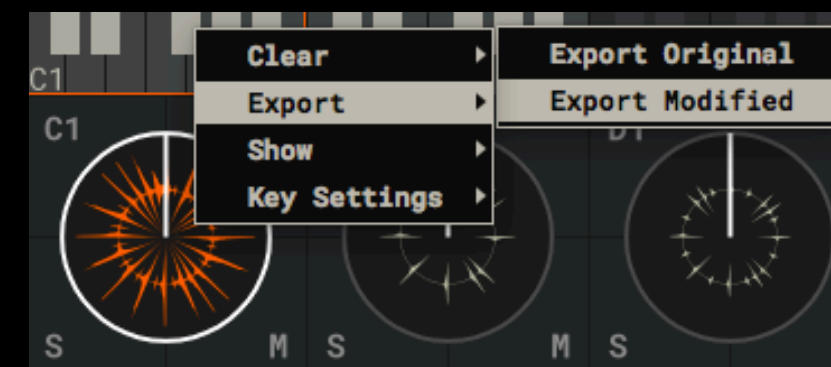 C1
Clear
Export
Show
Key Settings
Export Original
Export Modified
C1
D1
S
M
S
M
S